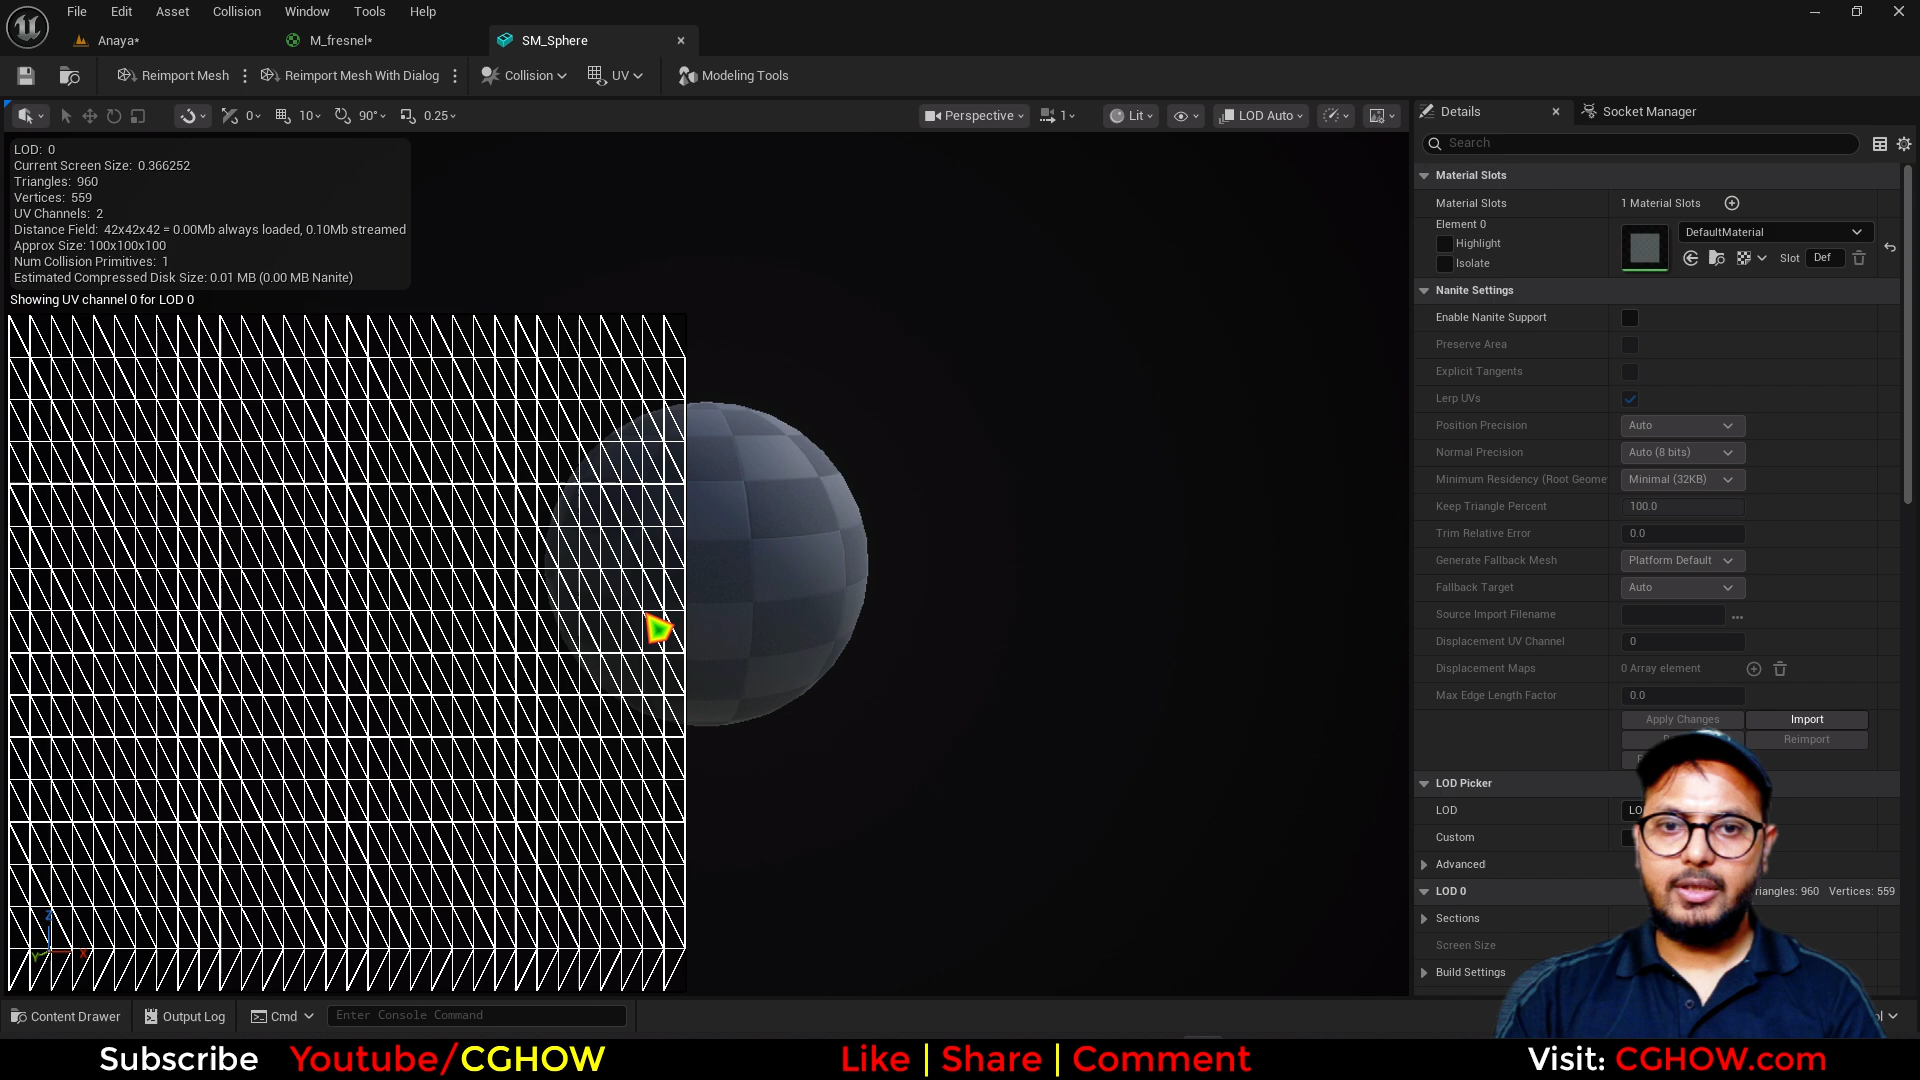 File Edit Asset Collision Window Tools Help
Anaya*
M_fresnel*
SM_Sphere
Reimport Mesh
Reimport Mesh With Dialog
Collision
UV
Modeling Tools
0
10
90°
0.25
Perspective
1
Lit
LOD Auto
Details
Socket Manager
Search
LOD: 0
Current Screen Size: 0.366252
Triangles: 960
Vertices: 559
UV Channels: 2
Distance Field: 42x42x42 = 0.00Mb always loaded, 0.10Mb streamed
Approx Size: 100x100x100
Num Collision Primitives: 1
Estimated Compressed Disk Size: 0.01 MB (0.00 MB Nanite)
Showing UV channel 0 for LOD 0
Z
X
Y
Material Slots
Material Slots 1 Material Slots
Element 0
Highlight
Isolate
DefaultMaterial
Slot Def
Nanite Settings
Enable Nanite Support
Preserve Area
Explicit Tangents
Lerp UVs
Position Precision Auto
Normal Precision Auto (8 bits)
Minimum Residency (Root Geome Minimal (32KB)
Keep Triangle Percent 100.0
Trim Relative Error 0.0
Generate Fallback Mesh Platform Default
Fallback Target Auto
Source Import Filename ...
Displacement UV Channel 0
Displacement Maps 0 Array element
Max Edge Length Factor 0.0
Apply Changes Import
Reimport
LOD Picker
LOD LO
Custom
Advanced
LOD 0 riangles: 960 Vertices: 559
Sections
Screen Size
Build Settings
Content Drawer
Output Log
Cmd
Enter Console Command
ol
Subscribe Youtube/CGHOW
Like | Share | Comment
Visit: CGHOW.com